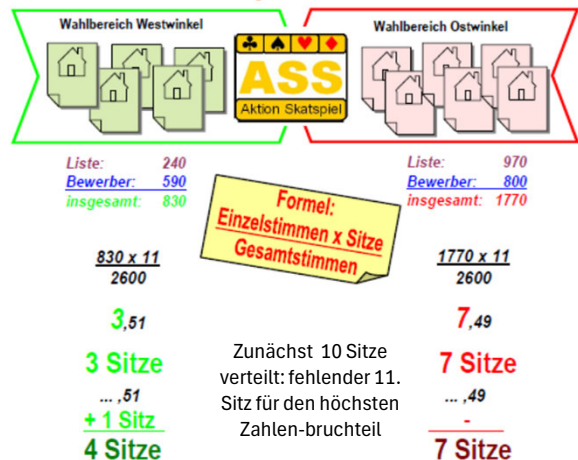 Wahlbereich Westwinkel
ASS
Aktion Skatspiel
Wahlbereich Ostwinkel
Liste: 240
Bewerber: 590
insgesamt: 830
Formel:
Einzelstimmen x Sitze
Gesamtstimmen
Liste: 970
Bewerber: 800
insgesamt: 1770
830 x 11
2600
3,51
3 Sitze
... ,51
+ 1 Sitz
4 Sitze
Zunächst 10 Sitze
verteilt: fehlender 11.
Sitz für den höchsten
Zahlen-bruchteil
1770 x 11
2600
7,49
7 Sitze
... ,49
-
7 Sitze